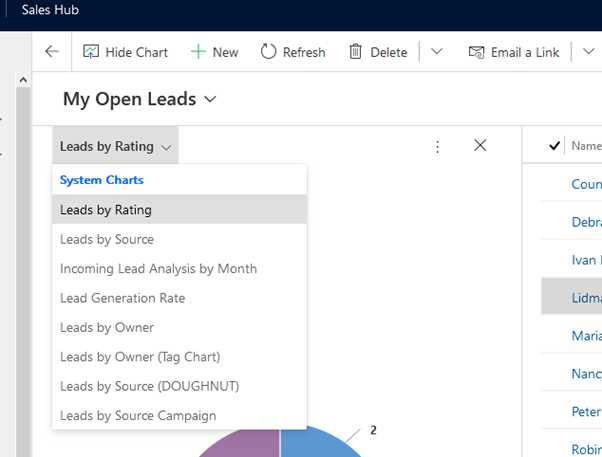 Sales Hub
Hide Chart New Refresh Delete Email a Link
My Open Leads
Leads by Rating
Name
System Charts
Leads by Rating
Leads by Source
Incoming Lead Analysis by Month
Lead Generation Rate
Leads by Owner
Leads by Owner (Tag Chart)
Leads by Source (DOUGHNUT)
Leads by Source Campaign
2
Coun
Debra
Ivan
Lidma
Maria
Nancy
Peter
Robin